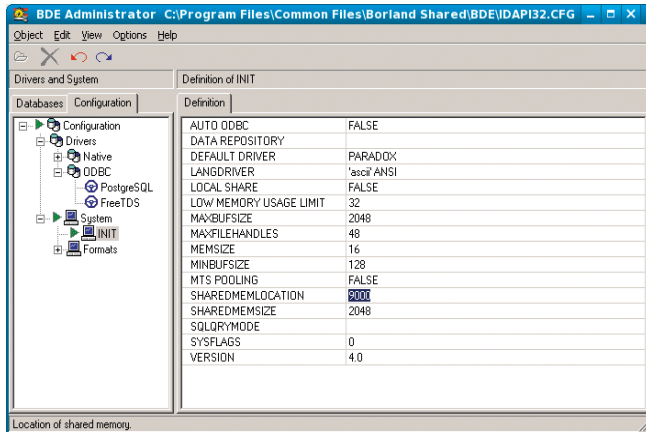 BDE Administrator C:\Program Files\Common Files\Borland Shared\BDE\IDAPI32.CFG
Object Edit View Options Help
Drivers and System
Definition of INIT
Databases Configuration
Definition
Configuration
Drivers
Native
ODBC
PostgreSQL
FreeTDS
System
INIT
Formats
AUTO ODBC FALSE
DATA REPOSITORY
DEFAULT DRIVER PARADOX
LANGDRIVER 'ascii' ANSI
LOCAL SHARE FALSE
LOW MEMORY USAGE LIMIT 32
MAXBUFSIZE 2048
MAXFILEHANDLES 48
MEMSIZE 16
MINBUFSIZE 128
MTS POOLING FALSE
SHAREDMEMLOCATION 9000
SHAREDMEMSIZE 2048
SQLQRYMODE
SYSFLAGS 0
VERSION 4.0
Location of shared memory.